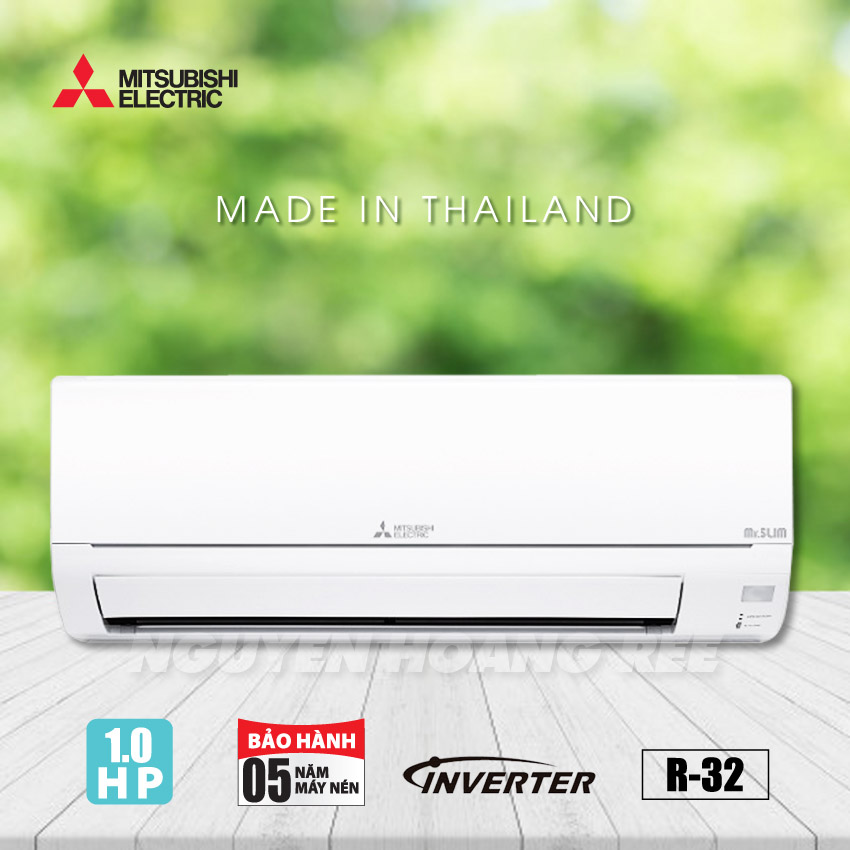 MITSUBISHI
ELECTRIC
MADE IN THAILAND
MITSUBISHI
ELECTRIC
Mr.SLIM
NGUYEN HOANG REE
1.0
HP
BẢO HÀNH
05 NĂM
MÁY NÉN
INVERTER
R-32